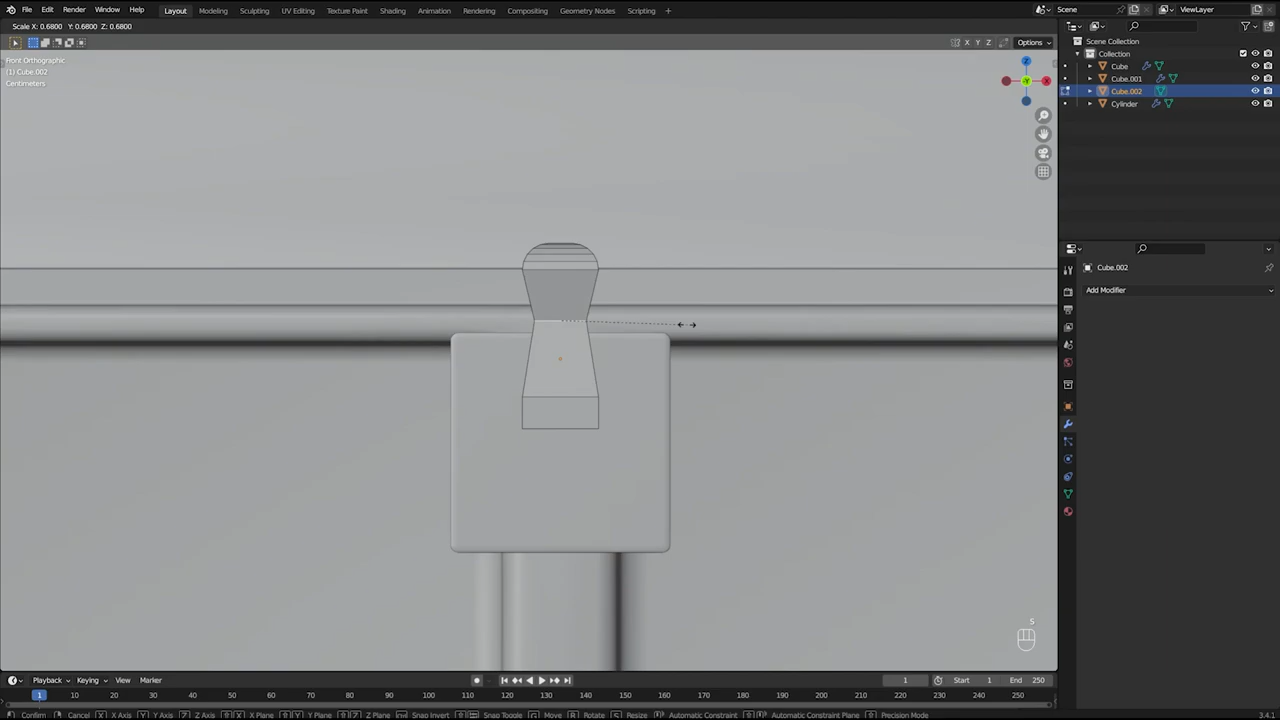 File Edit Render Window Help Layout Modeling Sculpting UV Editing Texture Paint Shading Animation Rendering Compositing Geometry Nodes Scripting + Scene ViewLayer
Scale X: 0.6800 Y: 0.6800 Z: 0.6800
X Y Z Options
Front Orthographic
(1) Cube.002
Centimeters
Z
Y
X
Scene Collection
Collection
Cube
Cube.001
Cube.002
Cylinder
Cube.002
Add Modifier
S
Playback Keying View Marker 1 Start 1 End 250
1 10 20 30 40 50 60 70 80 90 100 110 120 130 140 150 160 170 180 190 200 210 220 230 240 250
Confirm Cancel X X Axis Y Y Axis Z Z Axis X X Plane Y Y Plane Z Z Plane Snap Invert Snap Toggle G Move R Rotate S Resize Automatic Constraint Automatic Constraint Plane Precision Mode 3.4.1